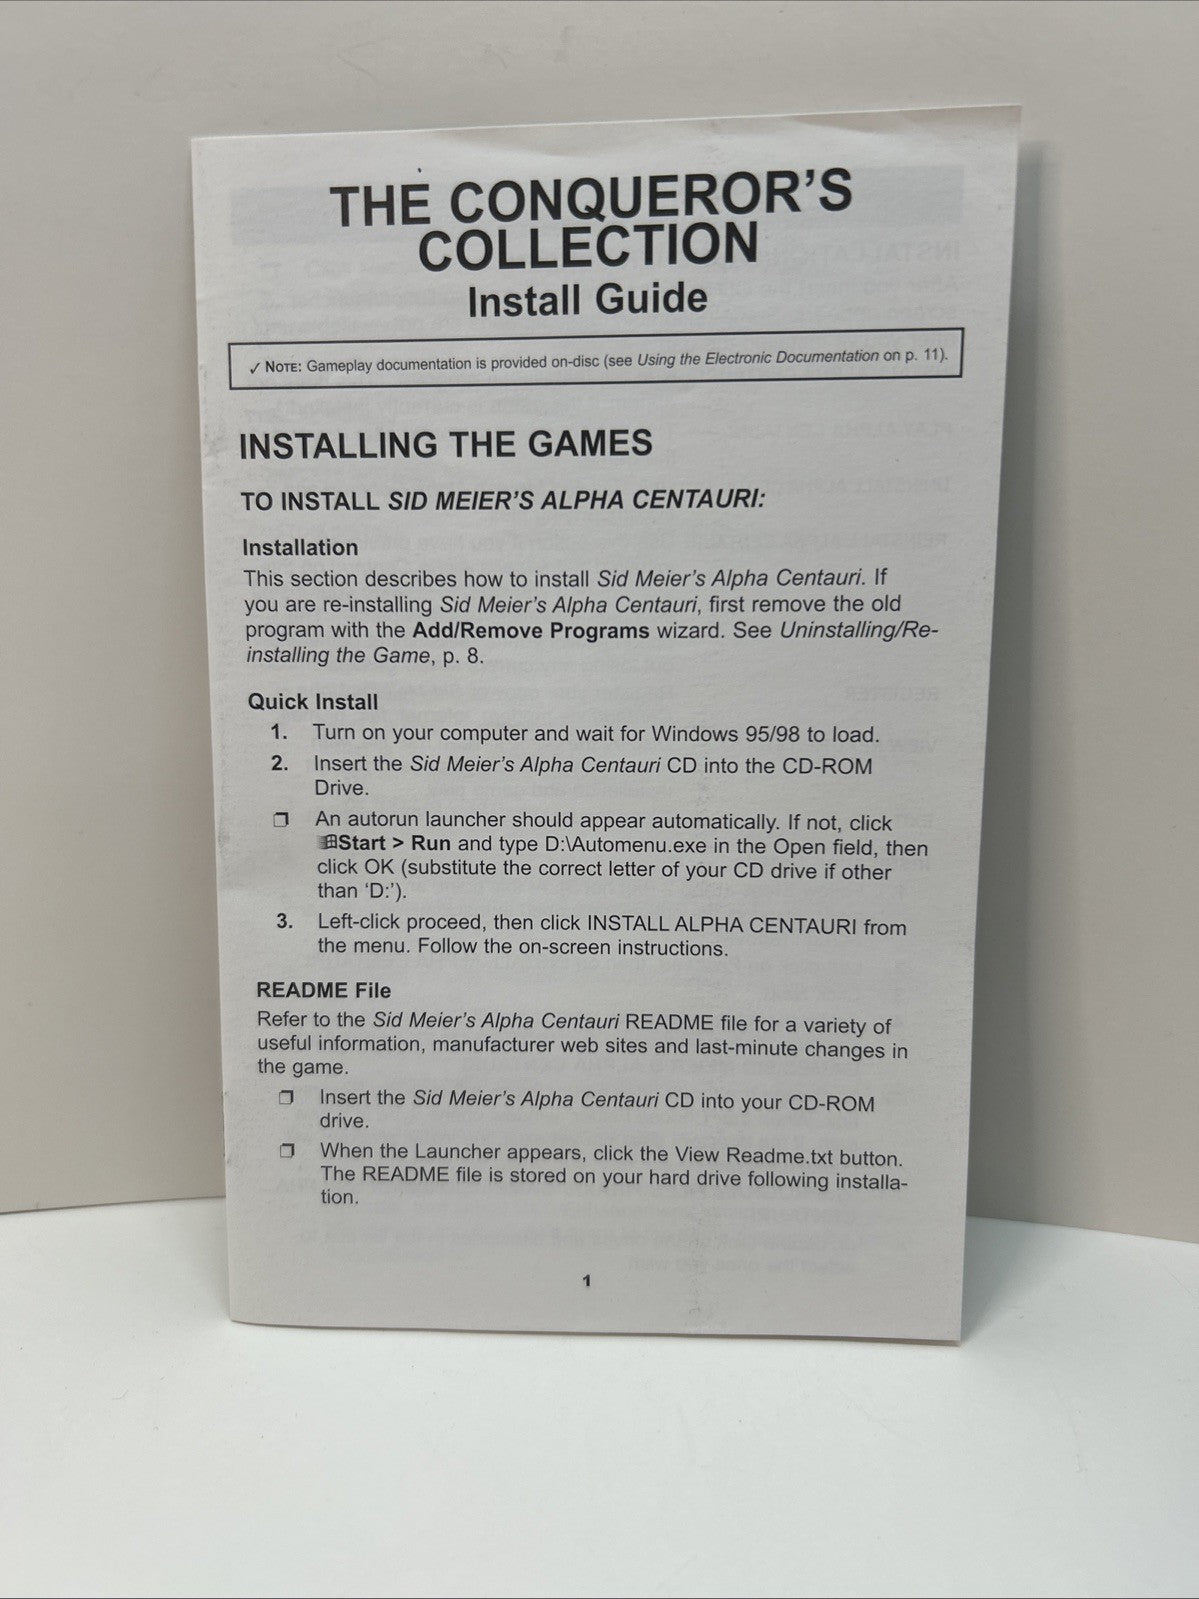 THE CONQUEROR'S
COLLECTION
Install Guide
✓ NOTE: Gameplay documentation is provided on-disc (see Using the Electronic Documentation on p. 11).
INSTALLING THE GAMES
TO INSTALL SID MEIER'S ALPHA CENTAURI:
Installation
This section describes how to install Sid Meier's Alpha Centauri. If
you are re-installing Sid Meier's Alpha Centauri, first remove the old
program with the Add/Remove Programs wizard. See Uninstalling/Re-
installing the Game, p. 8.
Quick Install
1. Turn on your computer and wait for Windows 95/98 to load.
2. Insert the Sid Meier's Alpha Centauri CD into the CD-ROM
Drive.
❒ An autorun launcher should appear automatically. If not, click
Start > Run and type D:\Automenu.exe in the Open field, then
click OK (substitute the correct letter of your CD drive if other
than 'D:').
3. Left-click proceed, then click INSTALL ALPHA CENTAURI from
the menu. Follow the on-screen instructions.
README File
Refer to the Sid Meier's Alpha Centauri README file for a variety of
useful information, manufacturer web sites and last-minute changes in
the game.
❒ Insert the Sid Meier's Alpha Centauri CD into your CD-ROM
drive.
❒ When the Launcher appears, click the View Readme.txt button.
The README file is stored on your hard drive following installa-
tion.
1